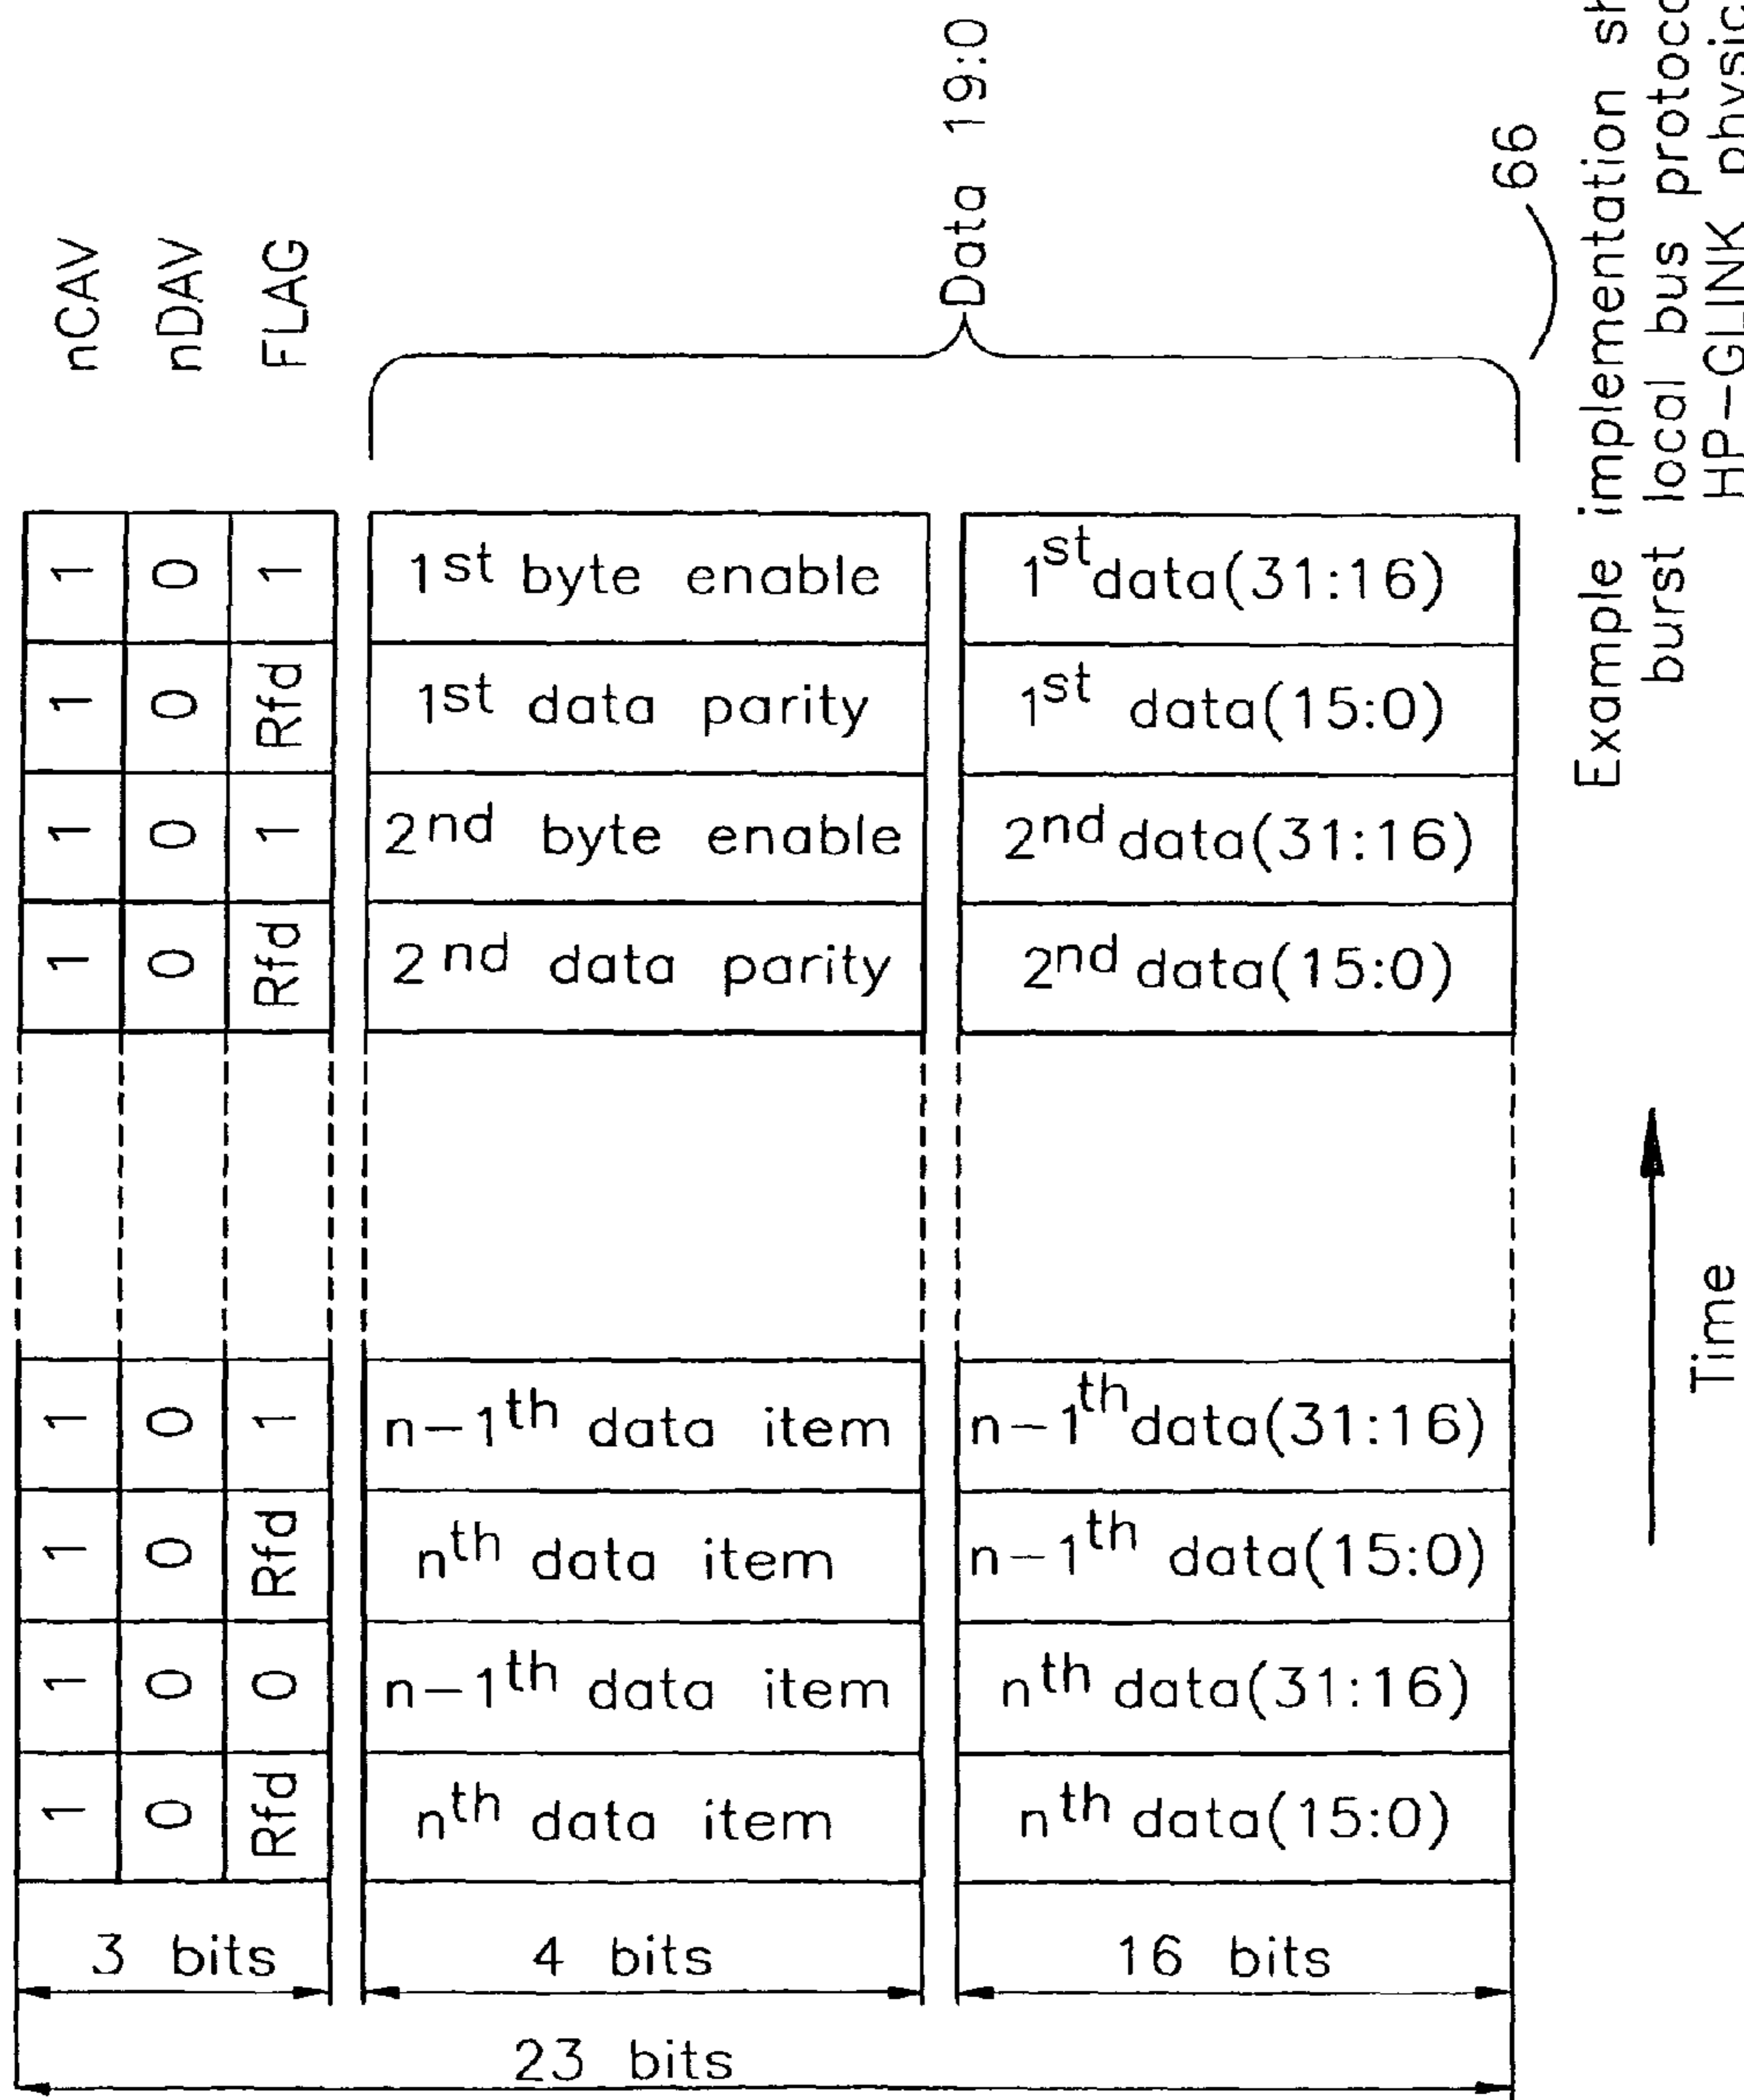 nCAV
nDAV
FLAG
Data 19:0
66
1 0 1 1st byte enable 1st data(31:16)
1 0 Rfd 1st data parity 1st data(15:0)
1 0 1 2nd byte enable 2nd data(31:16)
1 0 Rfd 2nd data parity 2nd data(15:0)
1 0 1 n-1th data item n-1th data(31:16)
1 0 Rfd nth data item n-1th data(15:0)
1 0 0 n-1th data item nth data(31:16)
1 0 Rfd nth data item nth data(15:0)
3 bits 4 bits 16 bits
23 bits
Time
Example implementation
burst local bus
HP-GLINK